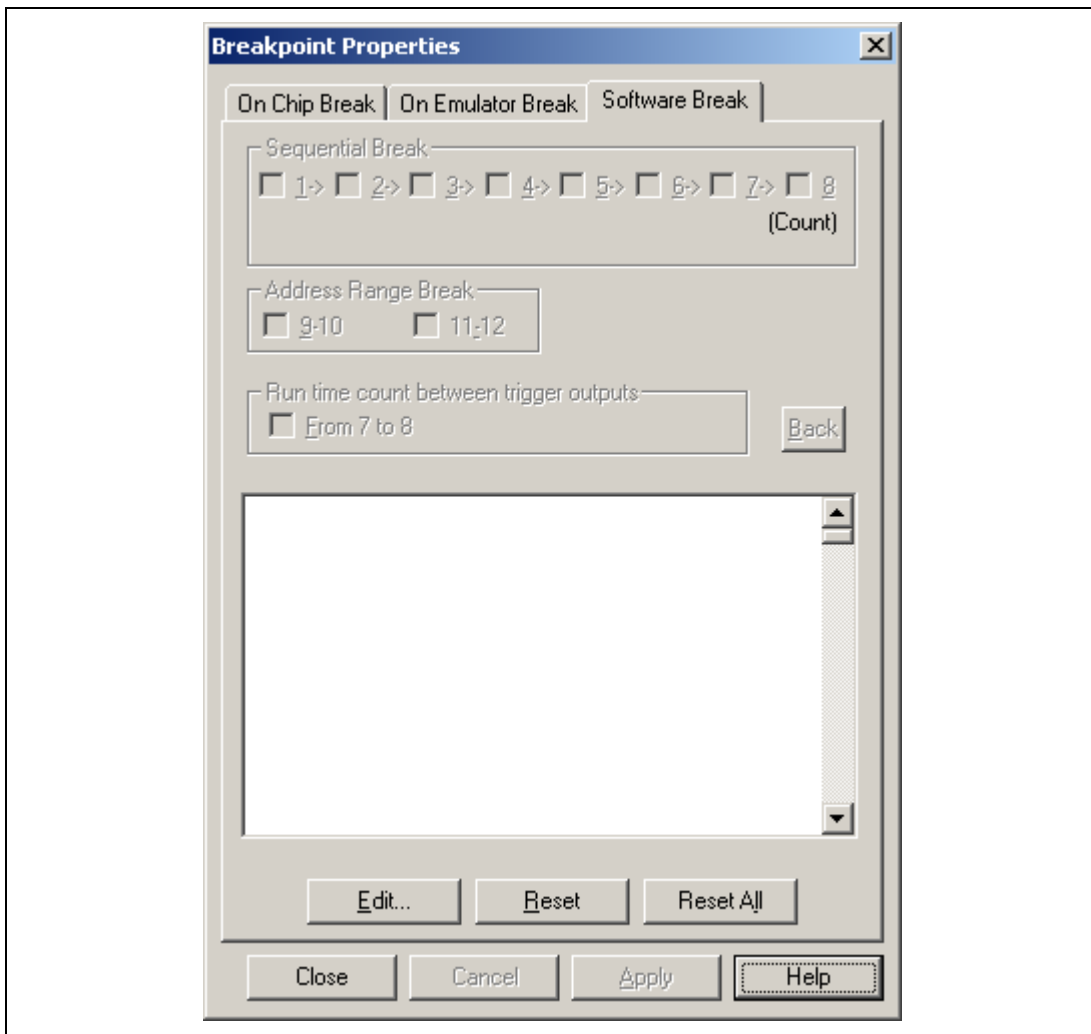 Breakpoint Properties
On Chip Break On Emulator Break Software Break
Sequential Break
1-> 2-> 3-> 4-> 5-> 6-> 7-> 8
(Count)
Address Range Break
9-10 11-12
Run time count between trigger outputs
From 7 to 8
Back
Edit... Reset Reset All
Close Cancel Apply Help